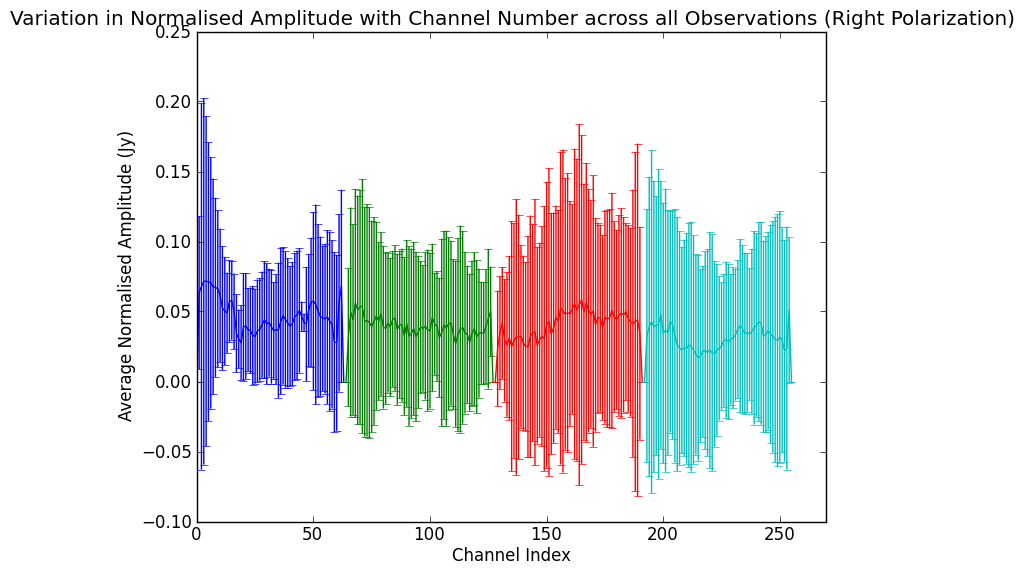 Variation in Normalised Amplitude with Channel Number across all Observations (Right Polarization)
0.25
0.20
0.15
0.10
0.05
0.00
−0.05
−0.10
Average Normalised Amplitude (Jy)
0 50 100 150 200 250
Channel Index